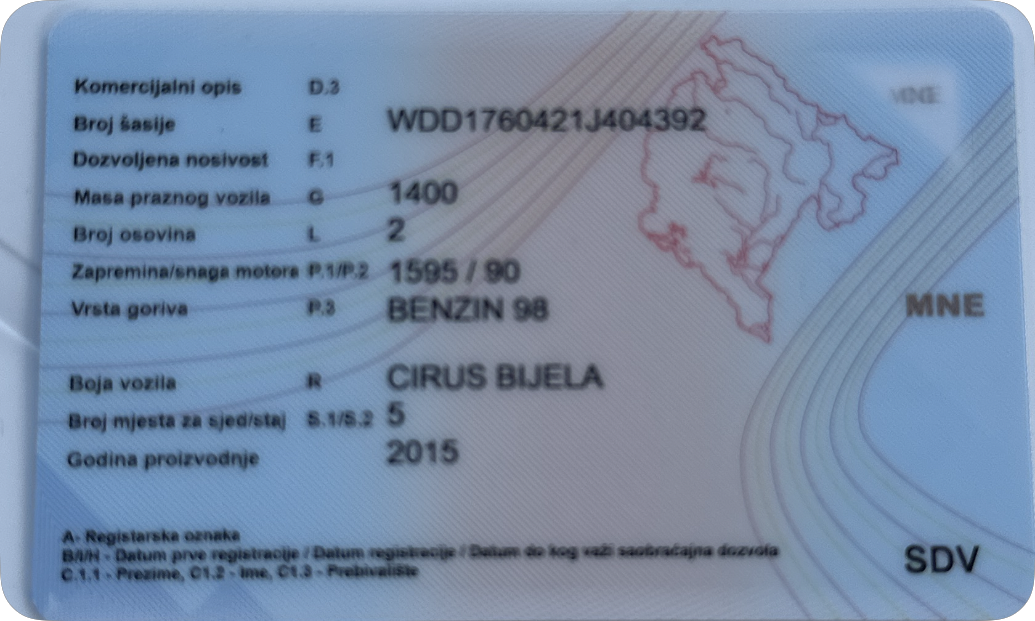 MNE
Komercijalni opis D.3
Broj šasije E WDD1760421J404392
Dozvoljena nosivost F.1
Masa praznog vozila G 1400
Broj osovina L 2
Zapremina/snaga motora P.1/P.2 1595 / 90
Vrsta goriva P.3 BENZIN 98
MNE
Boja vozila R CIRUS BIJELA
Broj mjesta za sjed/staj S.1/S.2 5
Godina proizvodnje 2015
A- Registarska oznaka
B/I/H - Datum prve registracije / Datum registracije / Datum do kog važi saobraćajna dozvola
C.1.1 - Prezime, C1.2 - Ime, C1.3 - Prebivalište
SDV